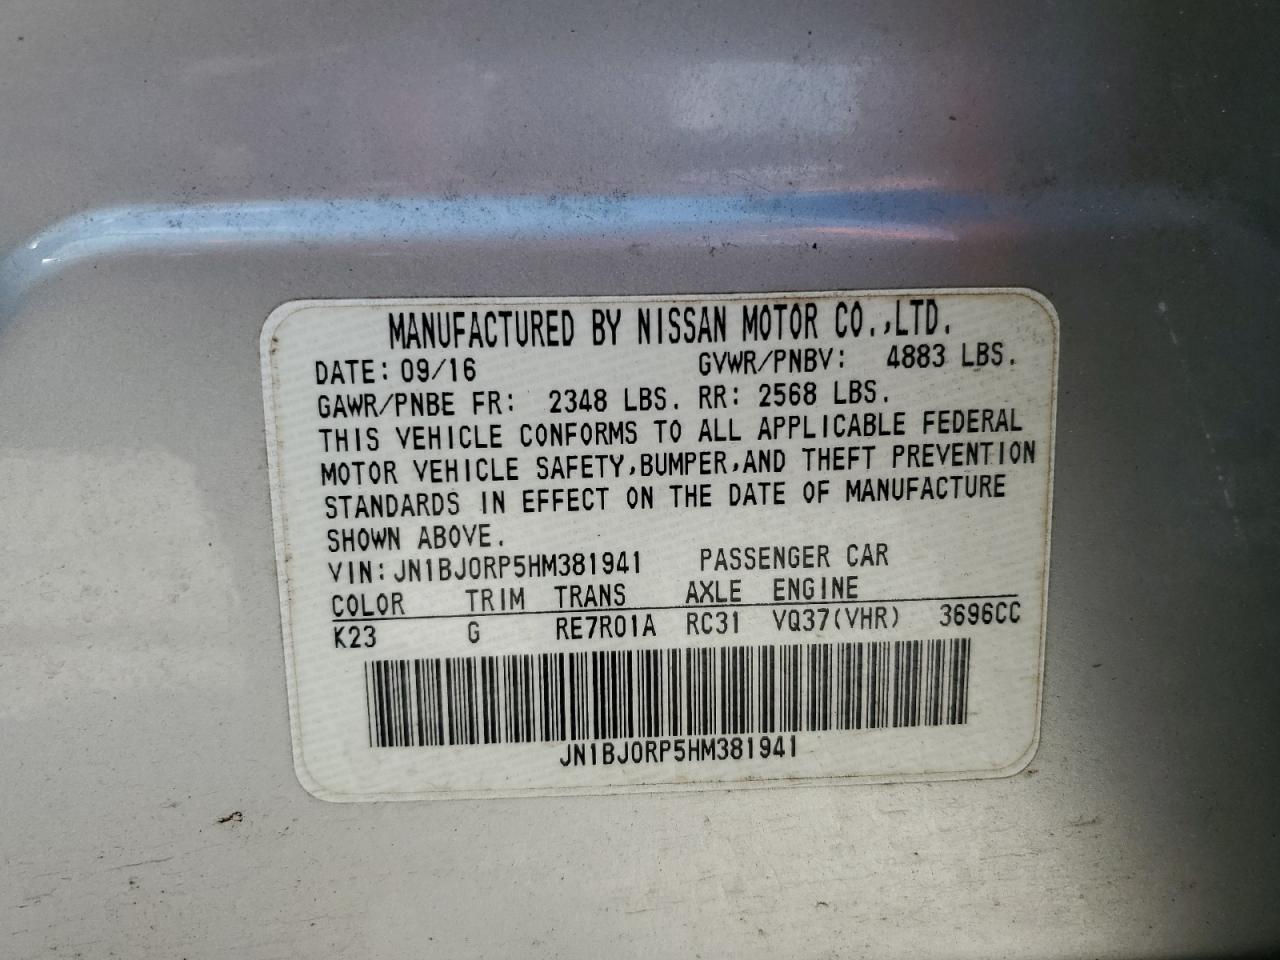 MANUFACTURED BY NISSAN MOTOR CO.,LTD.
DATE: 09/16 GVWR/PNBV: 4883 LBS.
GAWR/PNBE FR: 2348 LBS. RR: 2568 LBS.
THIS VEHICLE CONFORMS TO ALL APPLICABLE FEDERAL
MOTOR VEHICLE SAFETY,BUMPER,AND THEFT PREVENTION
STANDARDS IN EFFECT ON THE DATE OF MANUFACTURE
SHOWN ABOVE.
VIN: JN1BJ0RP5HM381941 PASSENGER CAR
COLOR TRIM TRANS AXLE ENGINE
K23 G RE7R01A RC31 VQ37(VHR) 3696CC
JN1BJ0RP5HM381941